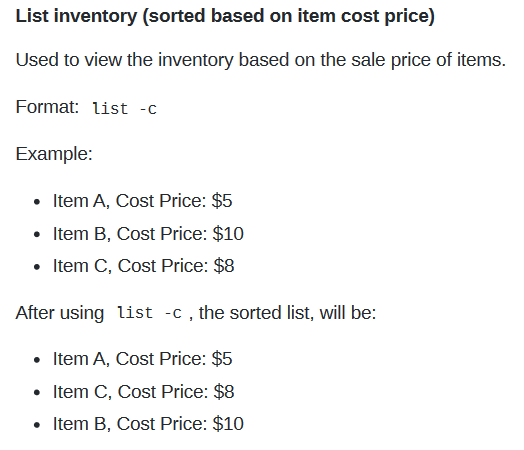 List inventory (sorted based on item cost price)
Used to view the inventory based on the sale price of items.
Format: list -c
Example:
• Item A, Cost Price: $5
• Item B, Cost Price: $10
• Item C, Cost Price: $8
After using list -c , the sorted list, will be:
• Item A, Cost Price: $5
• Item C, Cost Price: $8
• Item B, Cost Price: $10